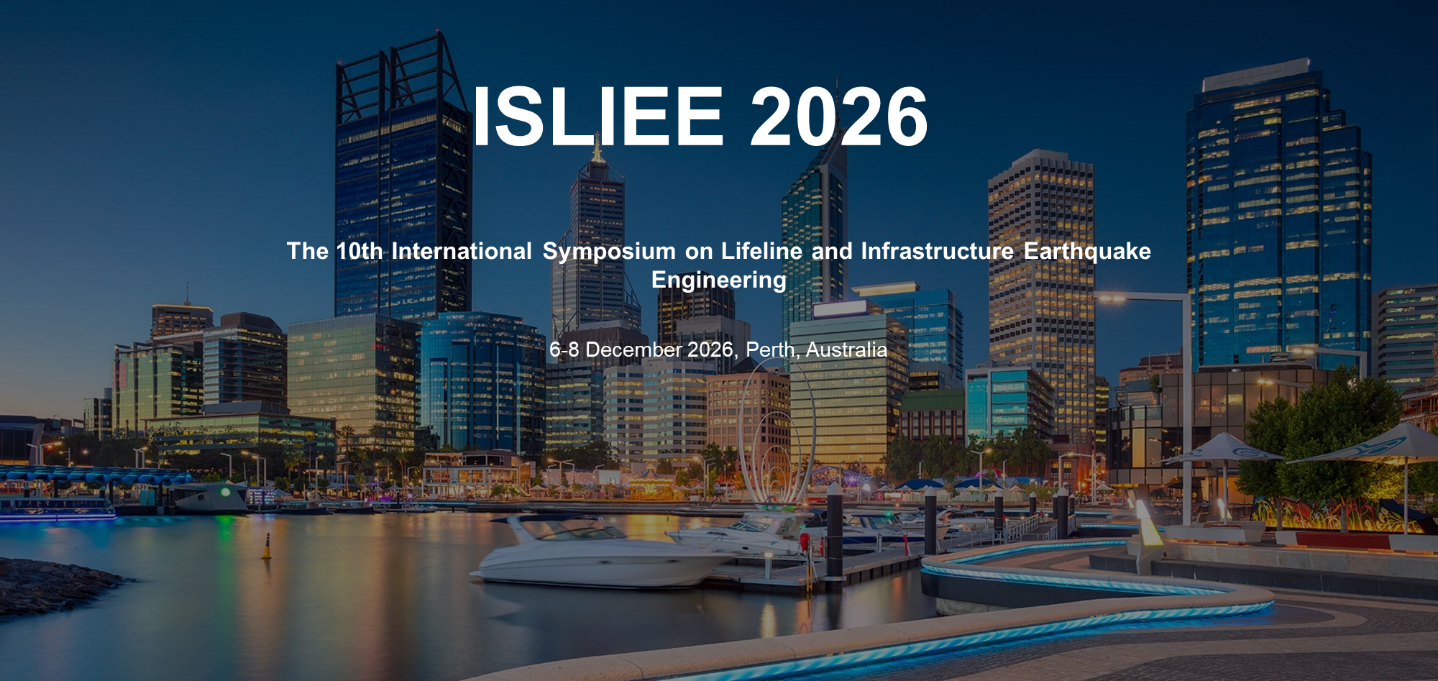 ISLIEE 2026
The 10th International Symposium on Lifeline and Infrastructure Earthquake
Engineering
6-8 December 2026, Perth, Australia